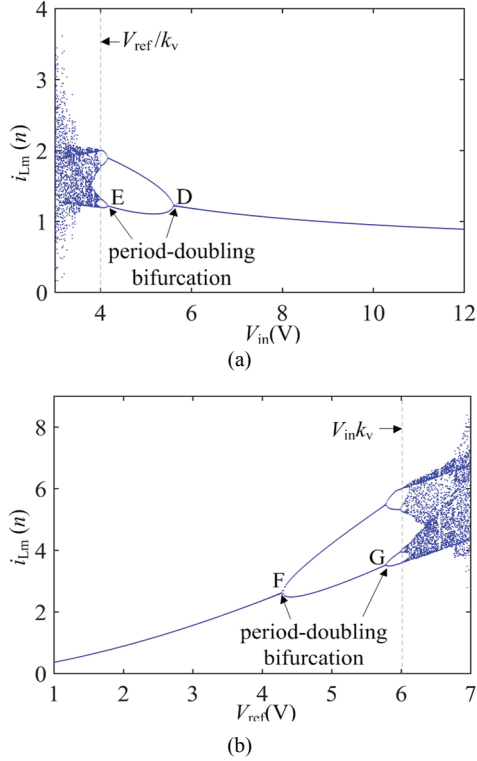 4
V_ref/k_v
3
i_Lm(n)
2
E
D
1
period-doubling
bifurcation
0
4 6 8 10 12
V_in(V)
(a)
8
V_in k_v
6
i_Lm(n)
4
G
F
2
period-doubling
bifurcation
0
1 2 3 4 5 6 7
V_ref(V)
(b)